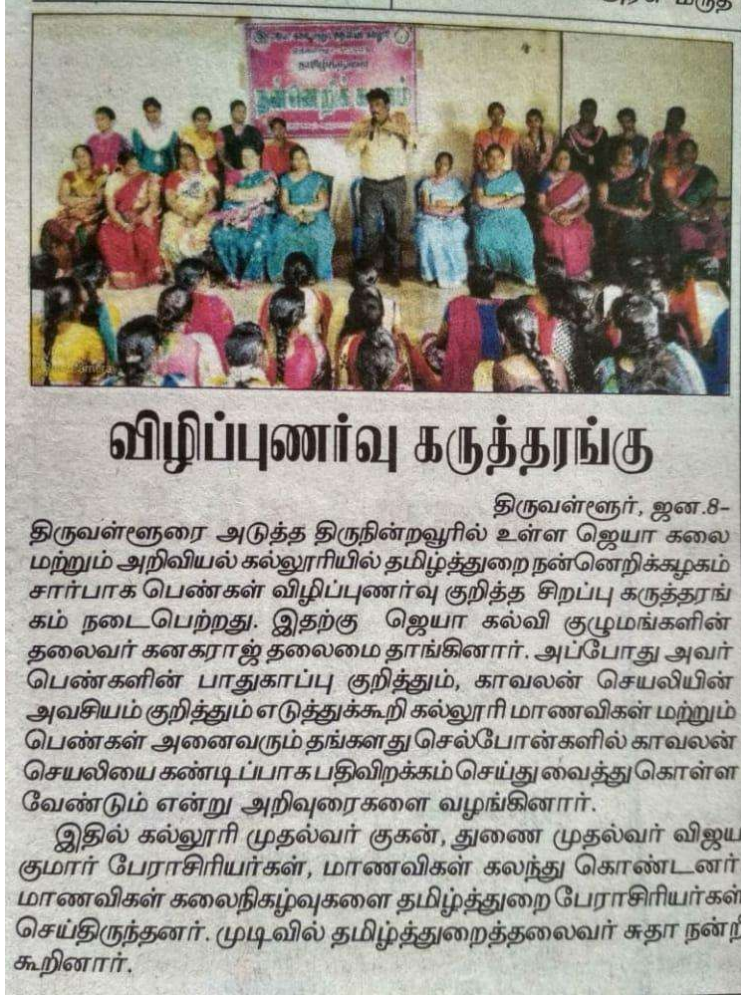 நன்னெறிக் கழகம்
விழிப்புணர்வு கருத்தரங்கு
திருவள்ளூர், ஜன.8-
திருவள்ளூரை அடுத்த திருநின்றவூரில் உள்ள ஜெயா கலை
மற்றும் அறிவியல் கல்லூரியில் தமிழ்த்துறை நன்னெறிக்கழகம்
சார்பாக பெண்கள் விழிப்புணர்வு குறித்த சிறப்பு கருத்தரங்
கம் நடைபெற்றது. இதற்கு ஜெயா கல்வி குழுமங்களின்
தலைவர் கனகராஜ் தலைமை தாங்கினார். அப்போது அவர்
பெண்களின் பாதுகாப்பு குறித்தும், காவலன் செயலியின்
அவசியம் குறித்தும் எடுத்துக்கூறி கல்லூரி மாணவிகள் மற்றும்
பெண்கள் அனைவரும் தங்களது செல்போன்களில் காவலன்
செயலியை கண்டிப்பாக பதிவிறக்கம் செய்து வைத்து கொள்ள
வேண்டும் என்று அறிவுரைகளை வழங்கினார்.
இதில் கல்லூரி முதல்வர் குகன், துணை முதல்வர் விஜய
குமார் பேராசிரியர்கள், மாணவிகள் கலந்து கொண்டனர்
மாணவிகள் கலைநிகழ்வுகளை தமிழ்த்துறை பேராசிரியர்கள்
செய்திருந்தனர். முடிவில் தமிழ்த்துறைத்தலைவர் சுதா நன்றி
கூறினார்.